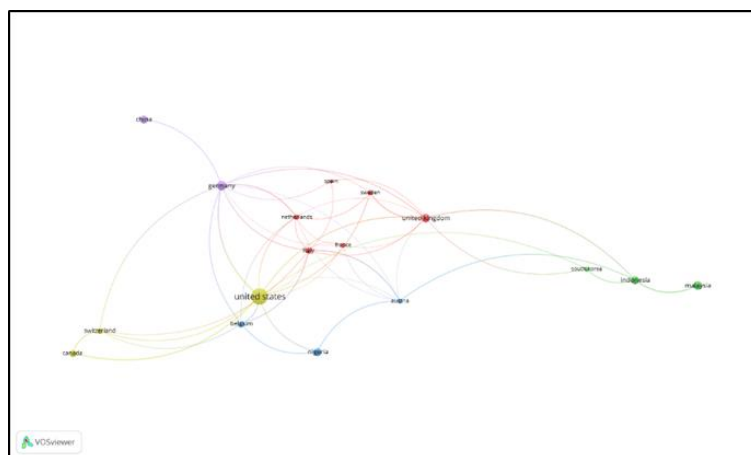 china
germany
spain
sweden
netherlands
united kingdom
italy
france
south korea
indonesia
malaysia
united states
austria
belgium
switzerland
canada
nigeria
VOSviewer